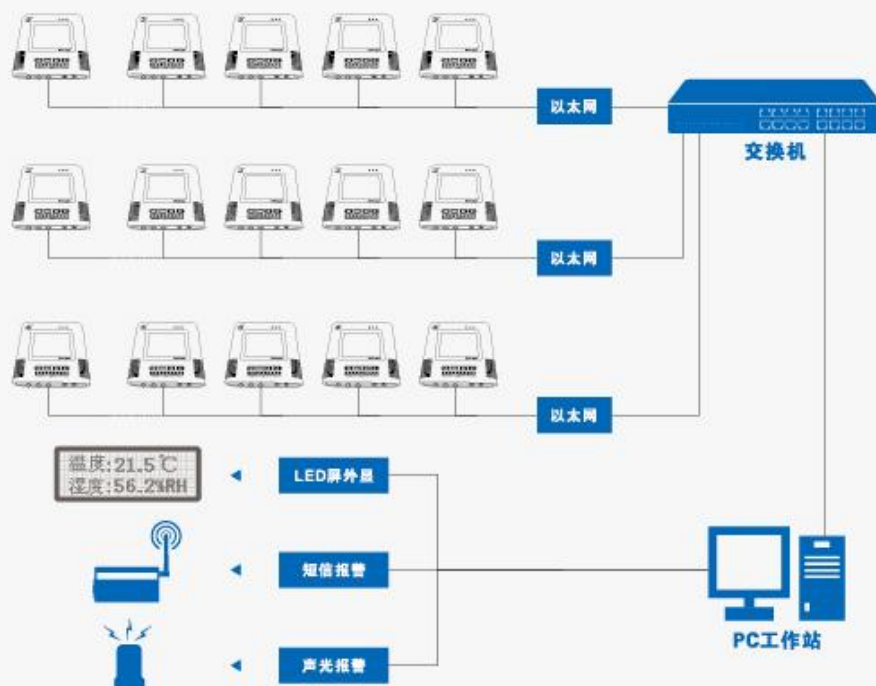 以太网
交换机
以太网
以太网
温度:21.5℃
湿度:56.2%RH
LED屏外显
短信报警
PC工作站
声光报警